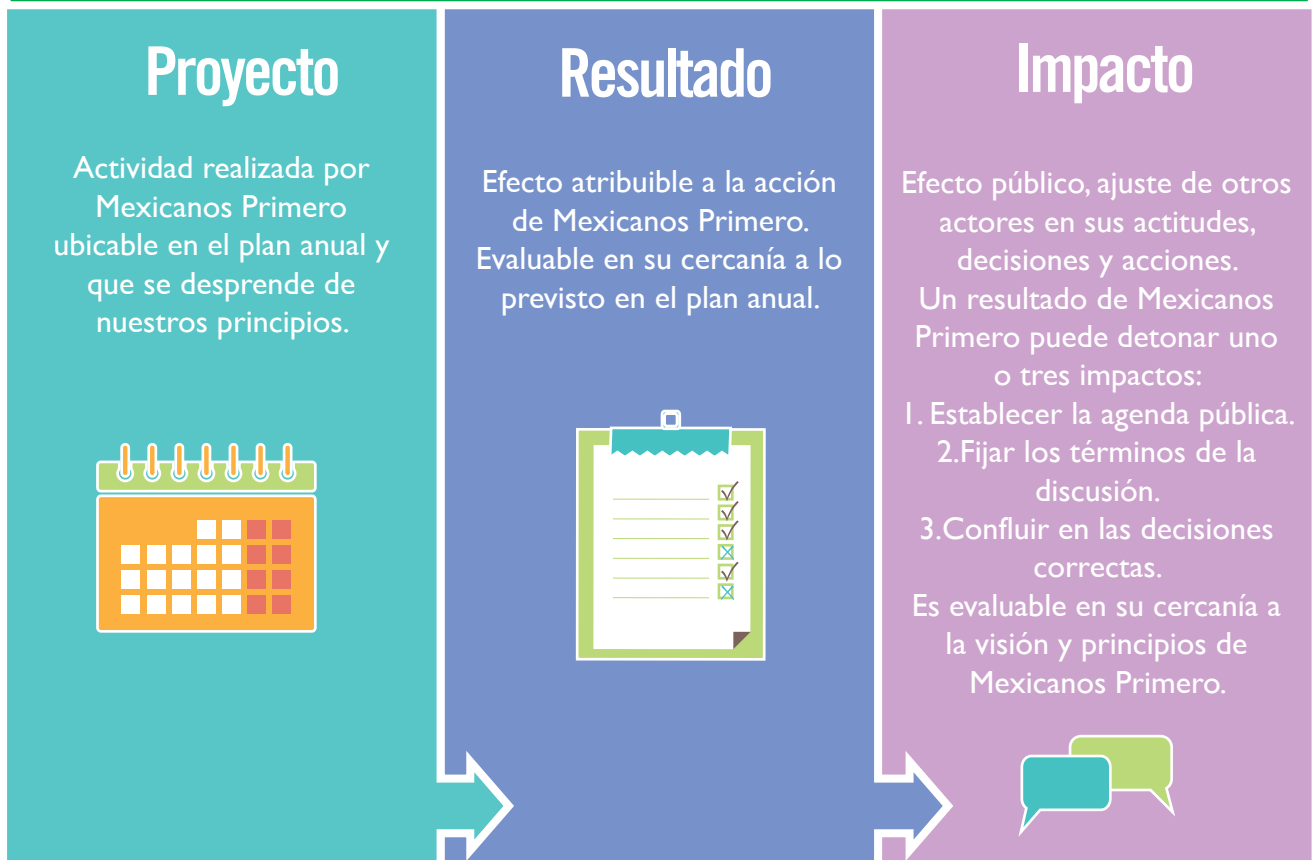 Proyecto
Actividad realizada por
Mexicanos Primero
ubicable en el plan anual y
que se desprende de
nuestros principios.
Resultado
Efecto atribuible a la acción
de Mexicanos Primero.
Evaluable en su cercanía a lo
previsto en el plan anual.
Impacto
Efecto público, ajuste de otros
actores en sus actitudes,
decisiones y acciones.
Un resultado de Mexicanos
Primero puede detonar uno
o tres impactos:
1. Establecer la agenda pública.
2.Fijar los términos de la
discusión.
3.Confluir en las decisiones
correctas.
Es evaluable en su cercanía a
la visión y principios de
Mexicanos Primero.